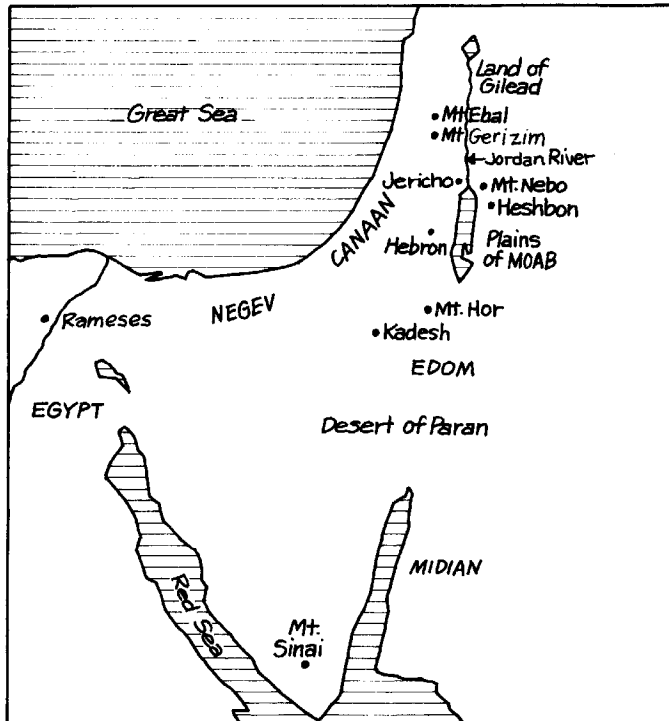 Great Sea
Land of
Gilead
Mt Ebal
Mt Gerizim
Jordan River
Jericho
Mt. Nebo
Heshbon
CANAAN
Hebron
Plains
of MOAB
NEGEV
Mt. Hor
Rameses
Kadesh
EDOM
EGYPT
Desert of Paran
MIDIAN
Red Sea
Mt.
Sinai